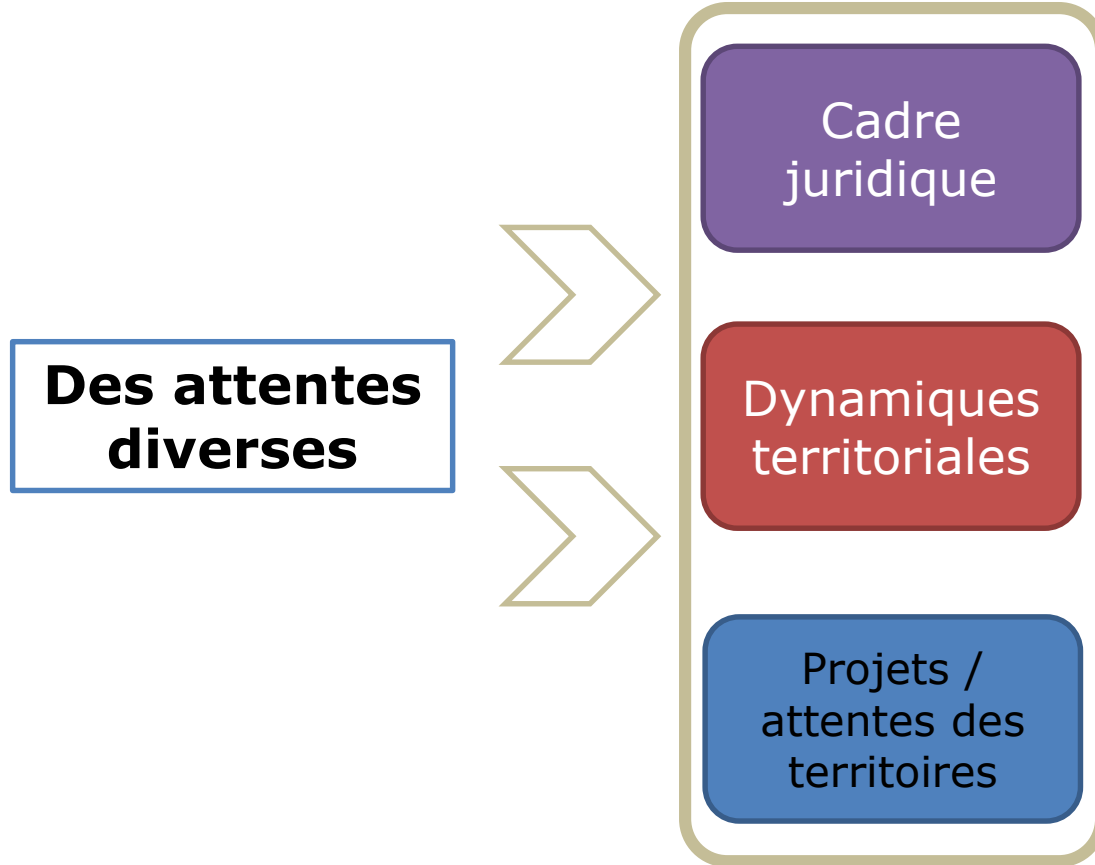 Des attentes
diverses
Cadre
juridique
Dynamiques
territoriales
Projets /
attentes des
territoires